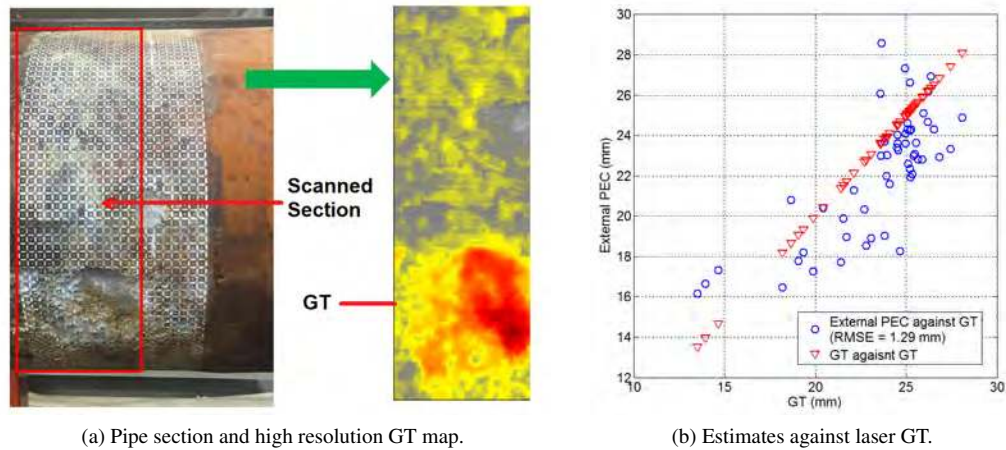 Scanned
Section
GT
(a) Pipe section and high resolution GT map.
30
28
26
24
22
20
18
16
14
12
10
15
20
25
30
External PEC (mm)
GT (mm)
External PEC against GT
(RMSE = 1.29 mm)
GT agaisnt GT
(b) Estimates against laser GT.